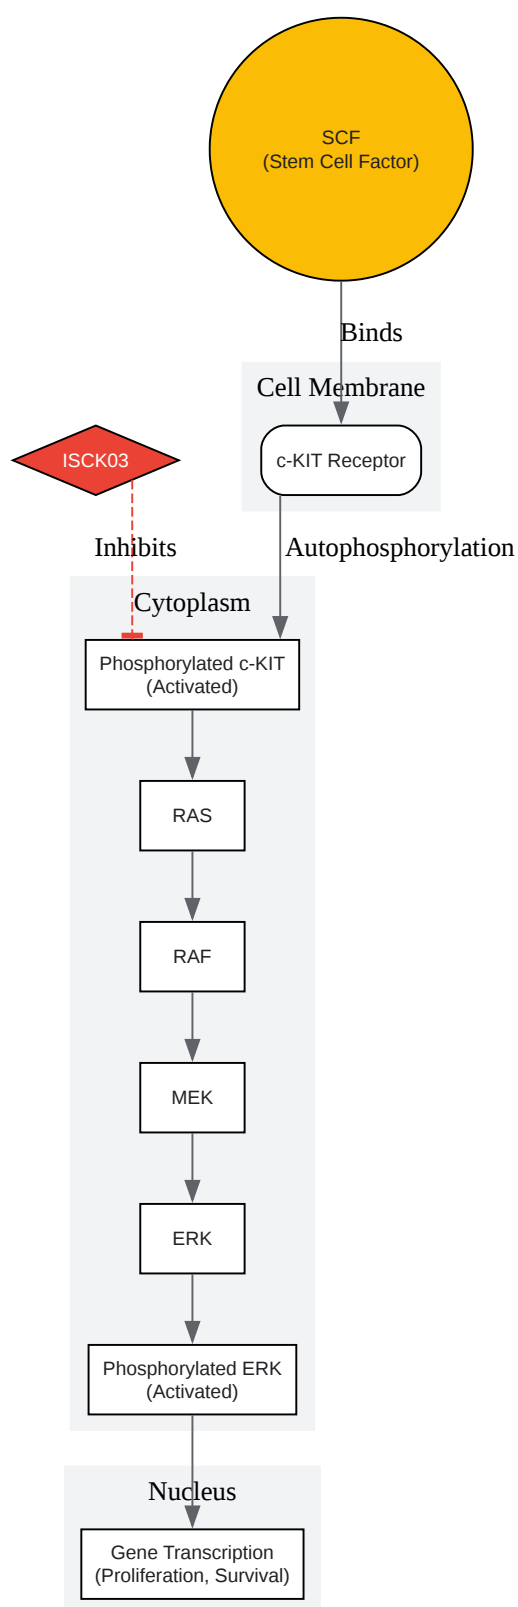 SCF
(Stem Cell Factor)
Binds
Cell Membrane
ISCK03
c-KIT Receptor
Inhibits
Autophosphorylation
Cytoplasm
Phosphorylated c-KIT
(Activated)
RAS
RAF
MEK
ERK
Phosphorylated ERK
(Activated)
Nucleus
Gene Transcription
(Proliferation, Survival)